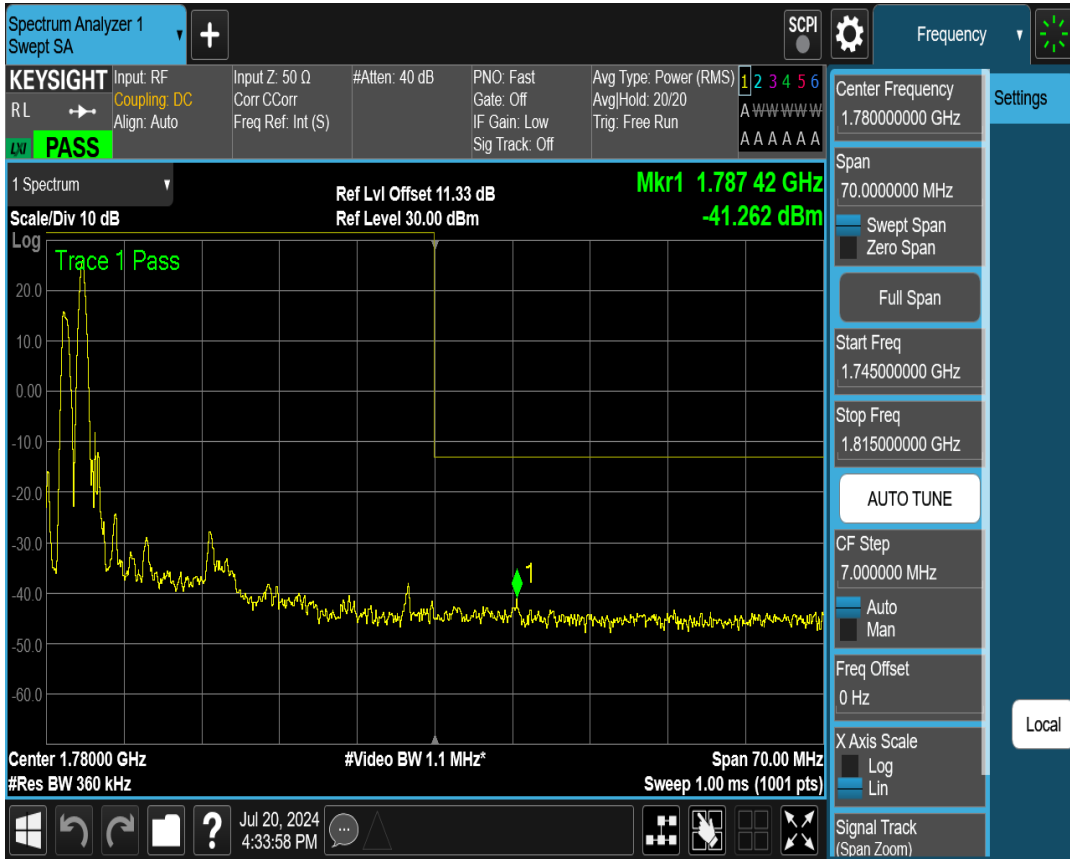 Spectrum Analyzer 1
Swept SA
+
SCPI
Frequency
KEYSIGHT
R L
LXI
PASS
Input: RF
Coupling: DC
Align: Auto
Input Z: 50 Ω
Corr CCorr
Freq Ref: Int (S)
#Atten: 40 dB
PNO: Fast
Gate: Off
IF Gain: Low
Sig Track: Off
Avg Type: Power (RMS)
Avg|Hold: 20/20
Trig: Free Run
1 2 3 4 5 6
A W W W W W
A A A A A A
1 Spectrum
Scale/Div 10 dB
Ref Lvl Offset 11.33 dB
Ref Level 30.00 dBm
Mkr1 1.787 42 GHz
-41.262 dBm
Log
Trace 1 Pass
20.0
10.0
0.00
-10.0
-20.0
-30.0
-40.0
-50.0
-60.0
1
Center 1.78000 GHz
#Res BW 360 kHz
#Video BW 1.1 MHz*
Span 70.00 MHz
Sweep 1.00 ms (1001 pts)
Center Frequency
1.780000000 GHz
Span
70.0000000 MHz
Swept Span
Zero Span
Full Span
Start Freq
1.745000000 GHz
Stop Freq
1.815000000 GHz
AUTO TUNE
CF Step
7.000000 MHz
Auto
Man
Freq Offset
0 Hz
X Axis Scale
Log
Lin
Signal Track
(Span Zoom)
Settings
Local
?
Jul 20, 2024
4:33:58 PM